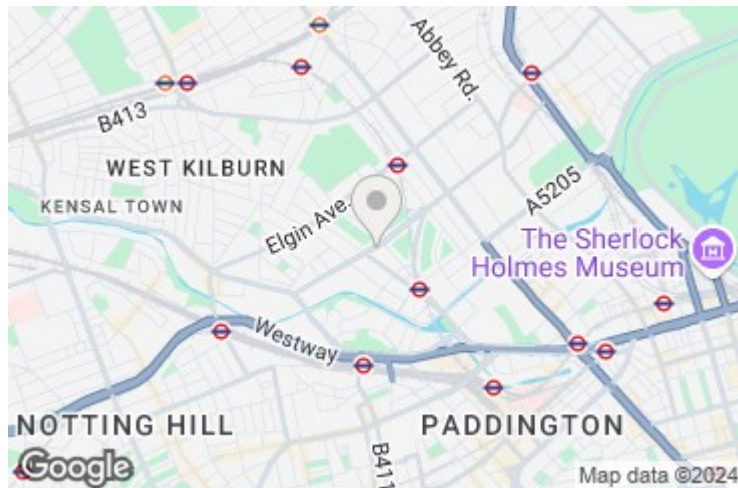 Abbey Rd.
B413
WEST KILBURN
KENSAL TOWN
Elgin Ave.
A5205
The Sherlock
Holmes Museum
Westway
NOTTING HILL
PADDINGTON
B411
Google
Map data ©2024